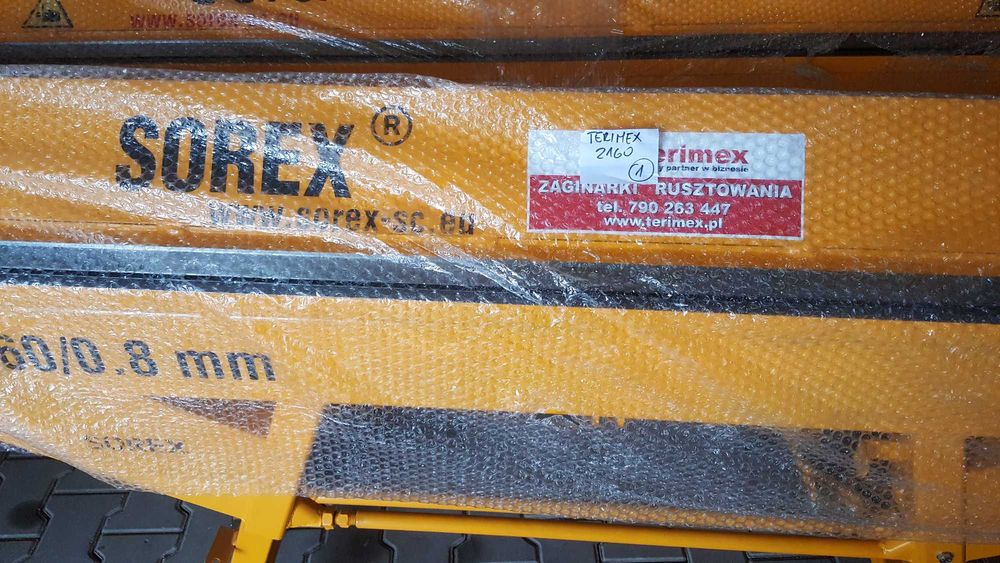 SOREX®
www.sorex-sc.eu
TERIMEX
2160
1
terimex
partner w biznesie
ZAGINARKI RUSZTOWANIA
tel. 790 263 447
www.terimex.pl
60/0.8 mm
SOREX